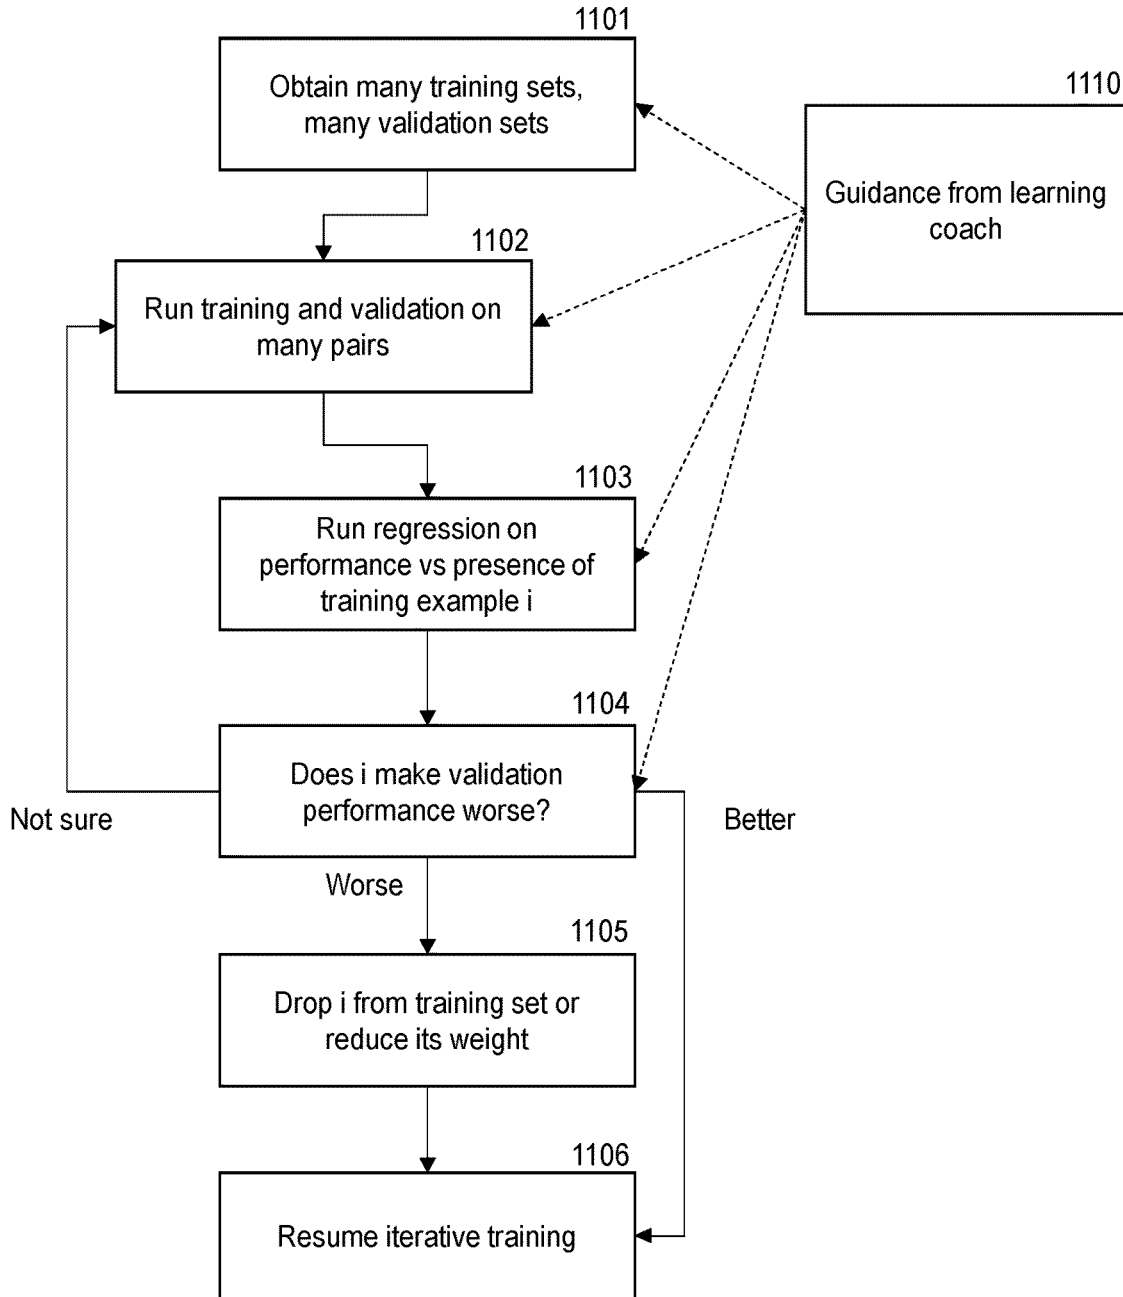 1101
Obtain many training sets,
many validation sets
1110
Guidance from learning
coach
1102
Run training and validation on
many pairs
1103
Run regression on
performance vs presence of
training example i
1104
Does i make validation
performance worse?
Not sure
Better
Worse
1105
Drop i from training set or
reduce its weight
1106
Resume iterative training